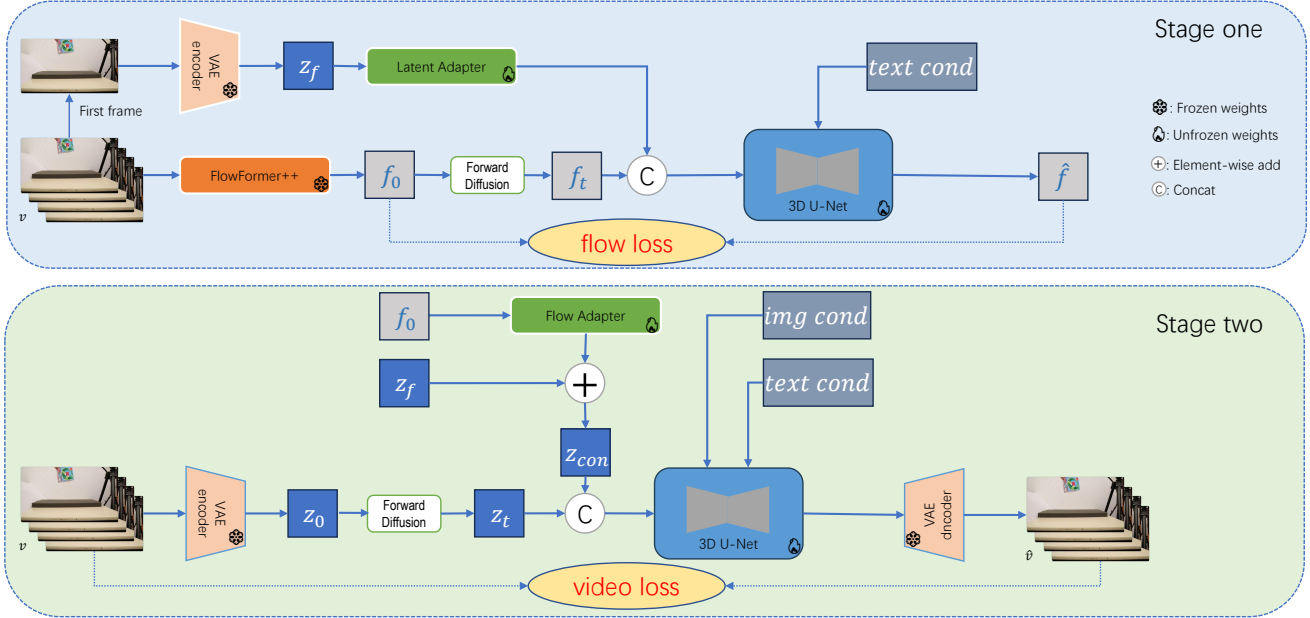 Stage one
VAE
encoder
z_f
Latent Adapter
text cond
First frame
: Frozen weights
: Unfrozen weights
+: Element-wise add
C: Concat
FlowFormer++
f_0
Forward
Diffusion
f_t
C
3D U-Net
f̂
v
flow loss
Stage two
f_0
Flow Adapter
img cond
z_f
+
text cond
z_con
VAE
encoder
z_0
Forward
Diffusion
z_t
C
3D U-Net
VAE
dncoder
v
v̂
video loss